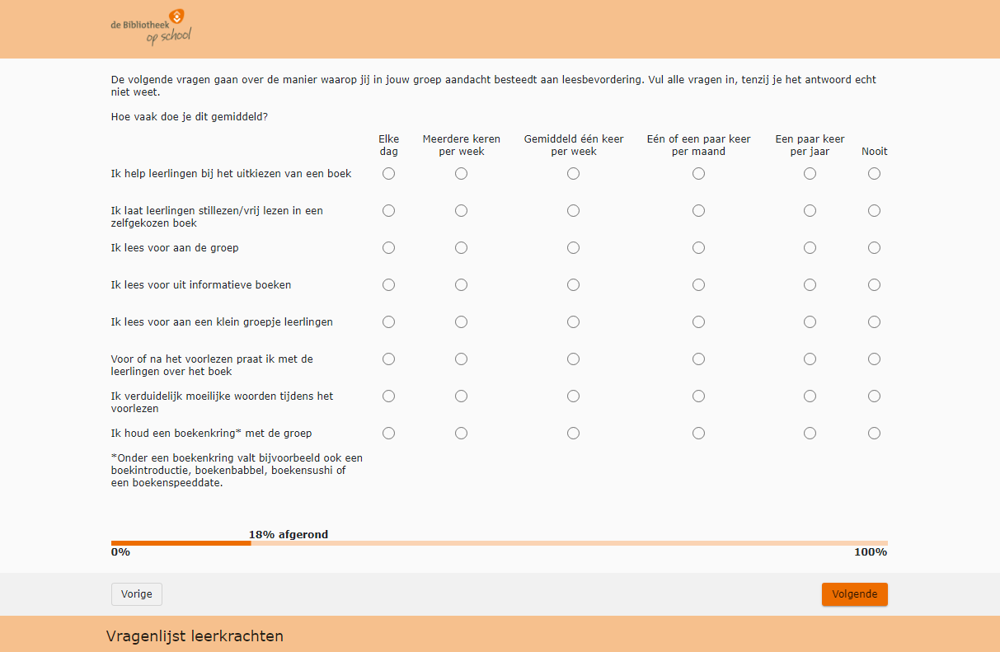 de Bibliotheek
op school
De volgende vragen gaan over de manier waarop jij in jouw groep aandacht besteedt aan leesbevordering. Vul alle vragen in, tenzij je het antwoord echt
niet weet.
Hoe vaak doe je dit gemiddeld?
Elke dag Meerdere keren per week Gemiddeld één keer per week Eén of een paar keer per maand Een paar keer per jaar Nooit
Ik help leerlingen bij het uitkiezen van een boek
Ik laat leerlingen stillezen/vrij lezen in een
zelfgekozen boek
Ik lees voor aan de groep
Ik lees voor uit informatieve boeken
Ik lees voor aan een klein groepje leerlingen
Voor of na het voorlezen praat ik met de
leerlingen over het boek
Ik verduidelijk moeilijke woorden tijdens het
voorlezen
Ik houd een boekenkring* met de groep
*Onder een boekenkring valt bijvoorbeeld ook een
boekintroductie, boekenbabbel, boekensushi of
een boekenspeeddate.
18% afgerond
0% 100%
Vorige Volgende
Vragenlijst leerkrachten